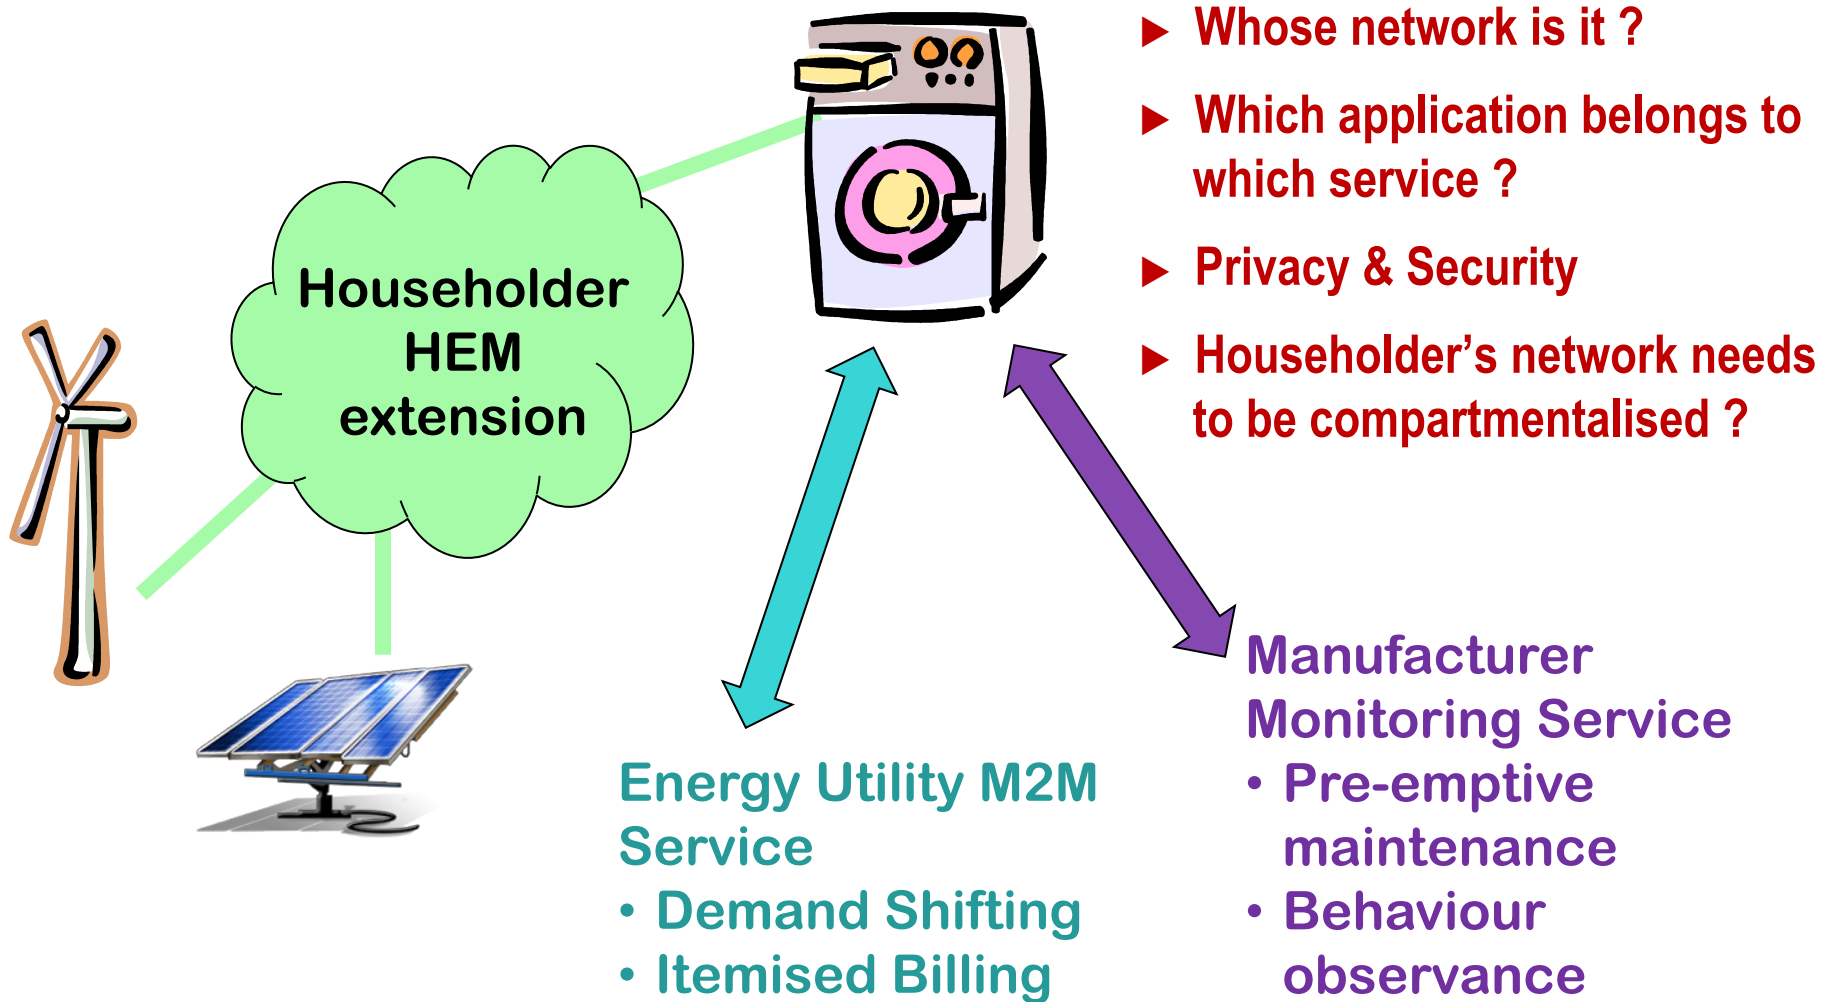 ► Whose network is it ?
► Which application belongs to
which service ?
► Privacy & Security
► Householder’s network needs
to be compartmentalised ?
Householder
HEM
extension
Energy Utility M2M
Service
• Demand Shifting
• Itemised Billing
Manufacturer
Monitoring Service
• Pre-emptive
maintenance
• Behaviour
observance